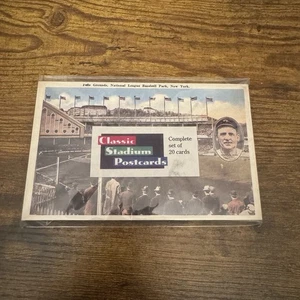 Polo Grounds, National League Baseball Park, New York.
Classic
Stadium
Postcards
Complete
set of
20 cards